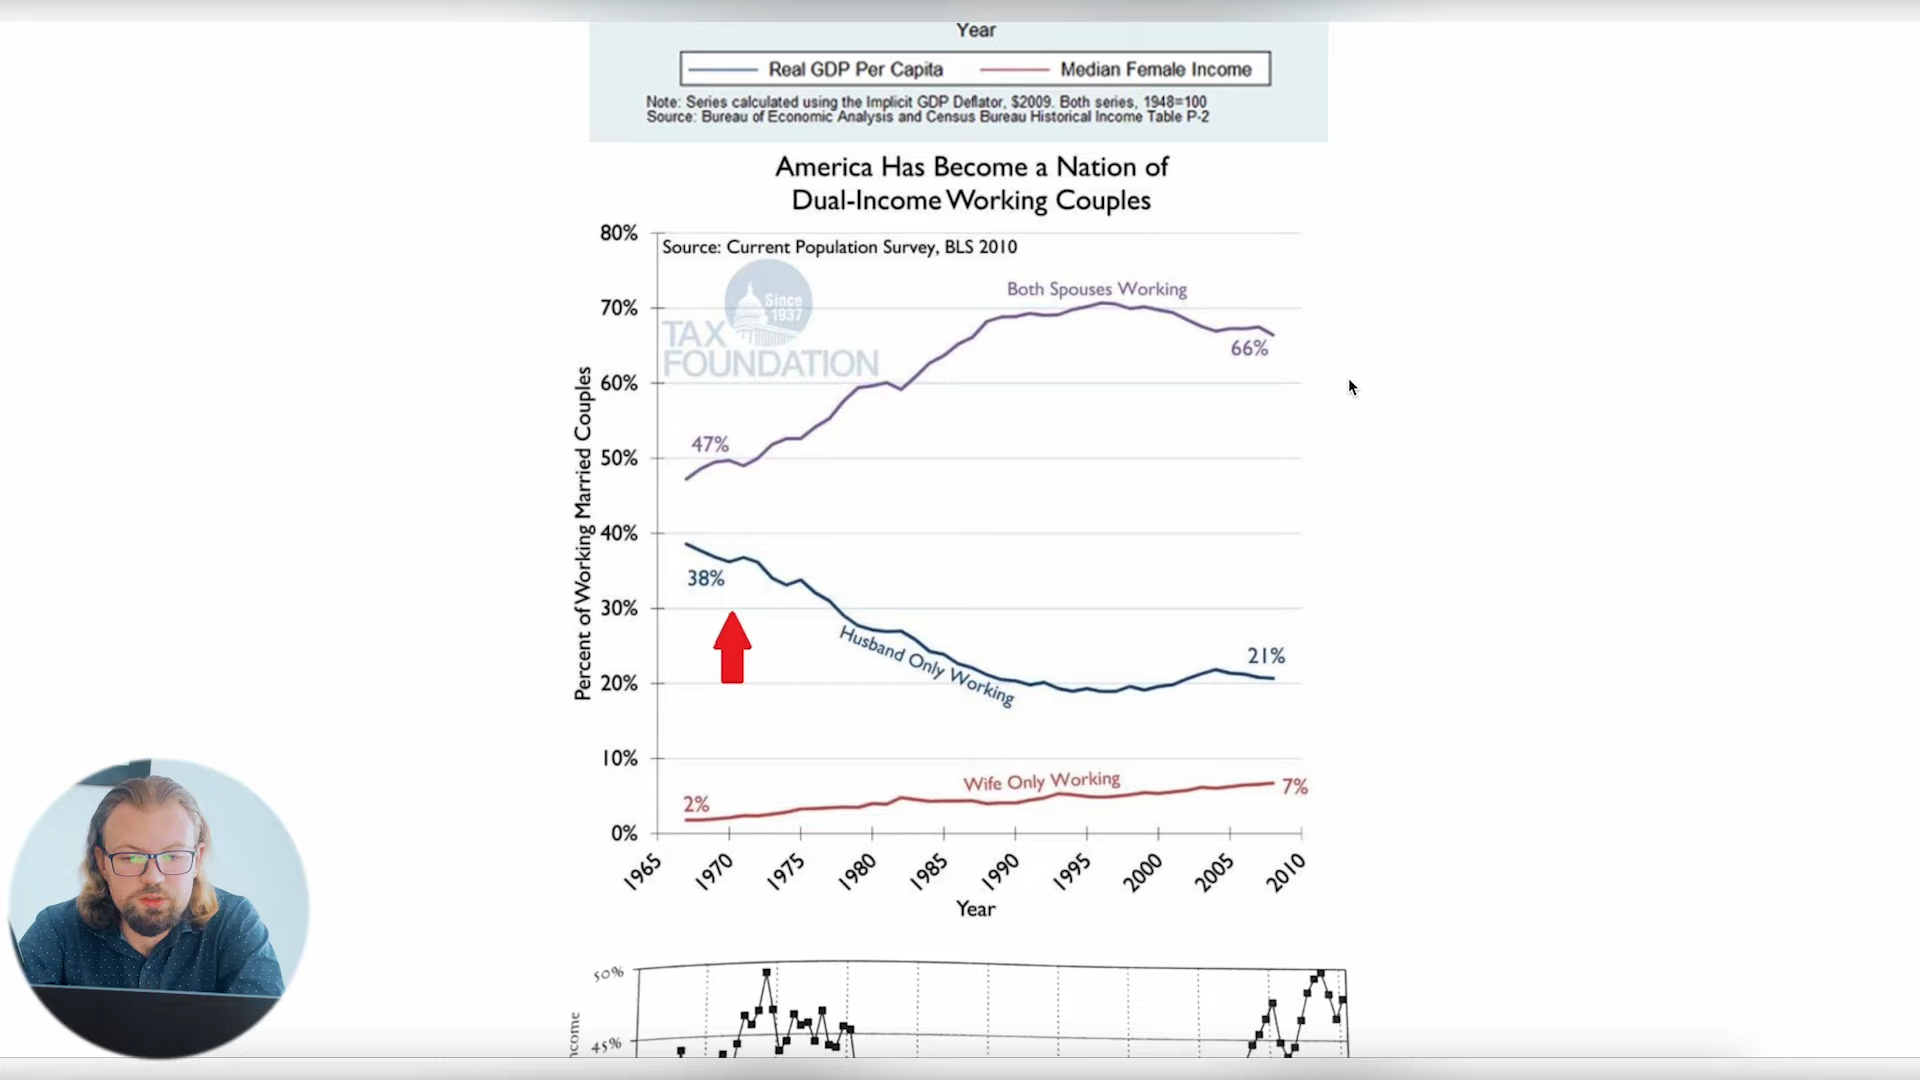 Year
Real GDP Per Capita Median Female Income
Note: Series calculated using the Implicit GDP Deflator, $2009. Both series, 1948=100
Source: Bureau of Economic Analysis and Census Bureau Historical Income Table P-2
America Has Become a Nation of
Dual-Income Working Couples
Source: Current Population Survey, BLS 2010
Since
1937
TAX
FOUNDATION
Percent of Working Married Couples
80%
70%
60%
50%
40%
30%
20%
10%
0%
Both Spouses Working
47%
66%
38%
Husband Only Working
21%
2%
Wife Only Working
7%
1965 1970 1975 1980 1985 1990 1995 2000 2005 2010
Year
50%
45%